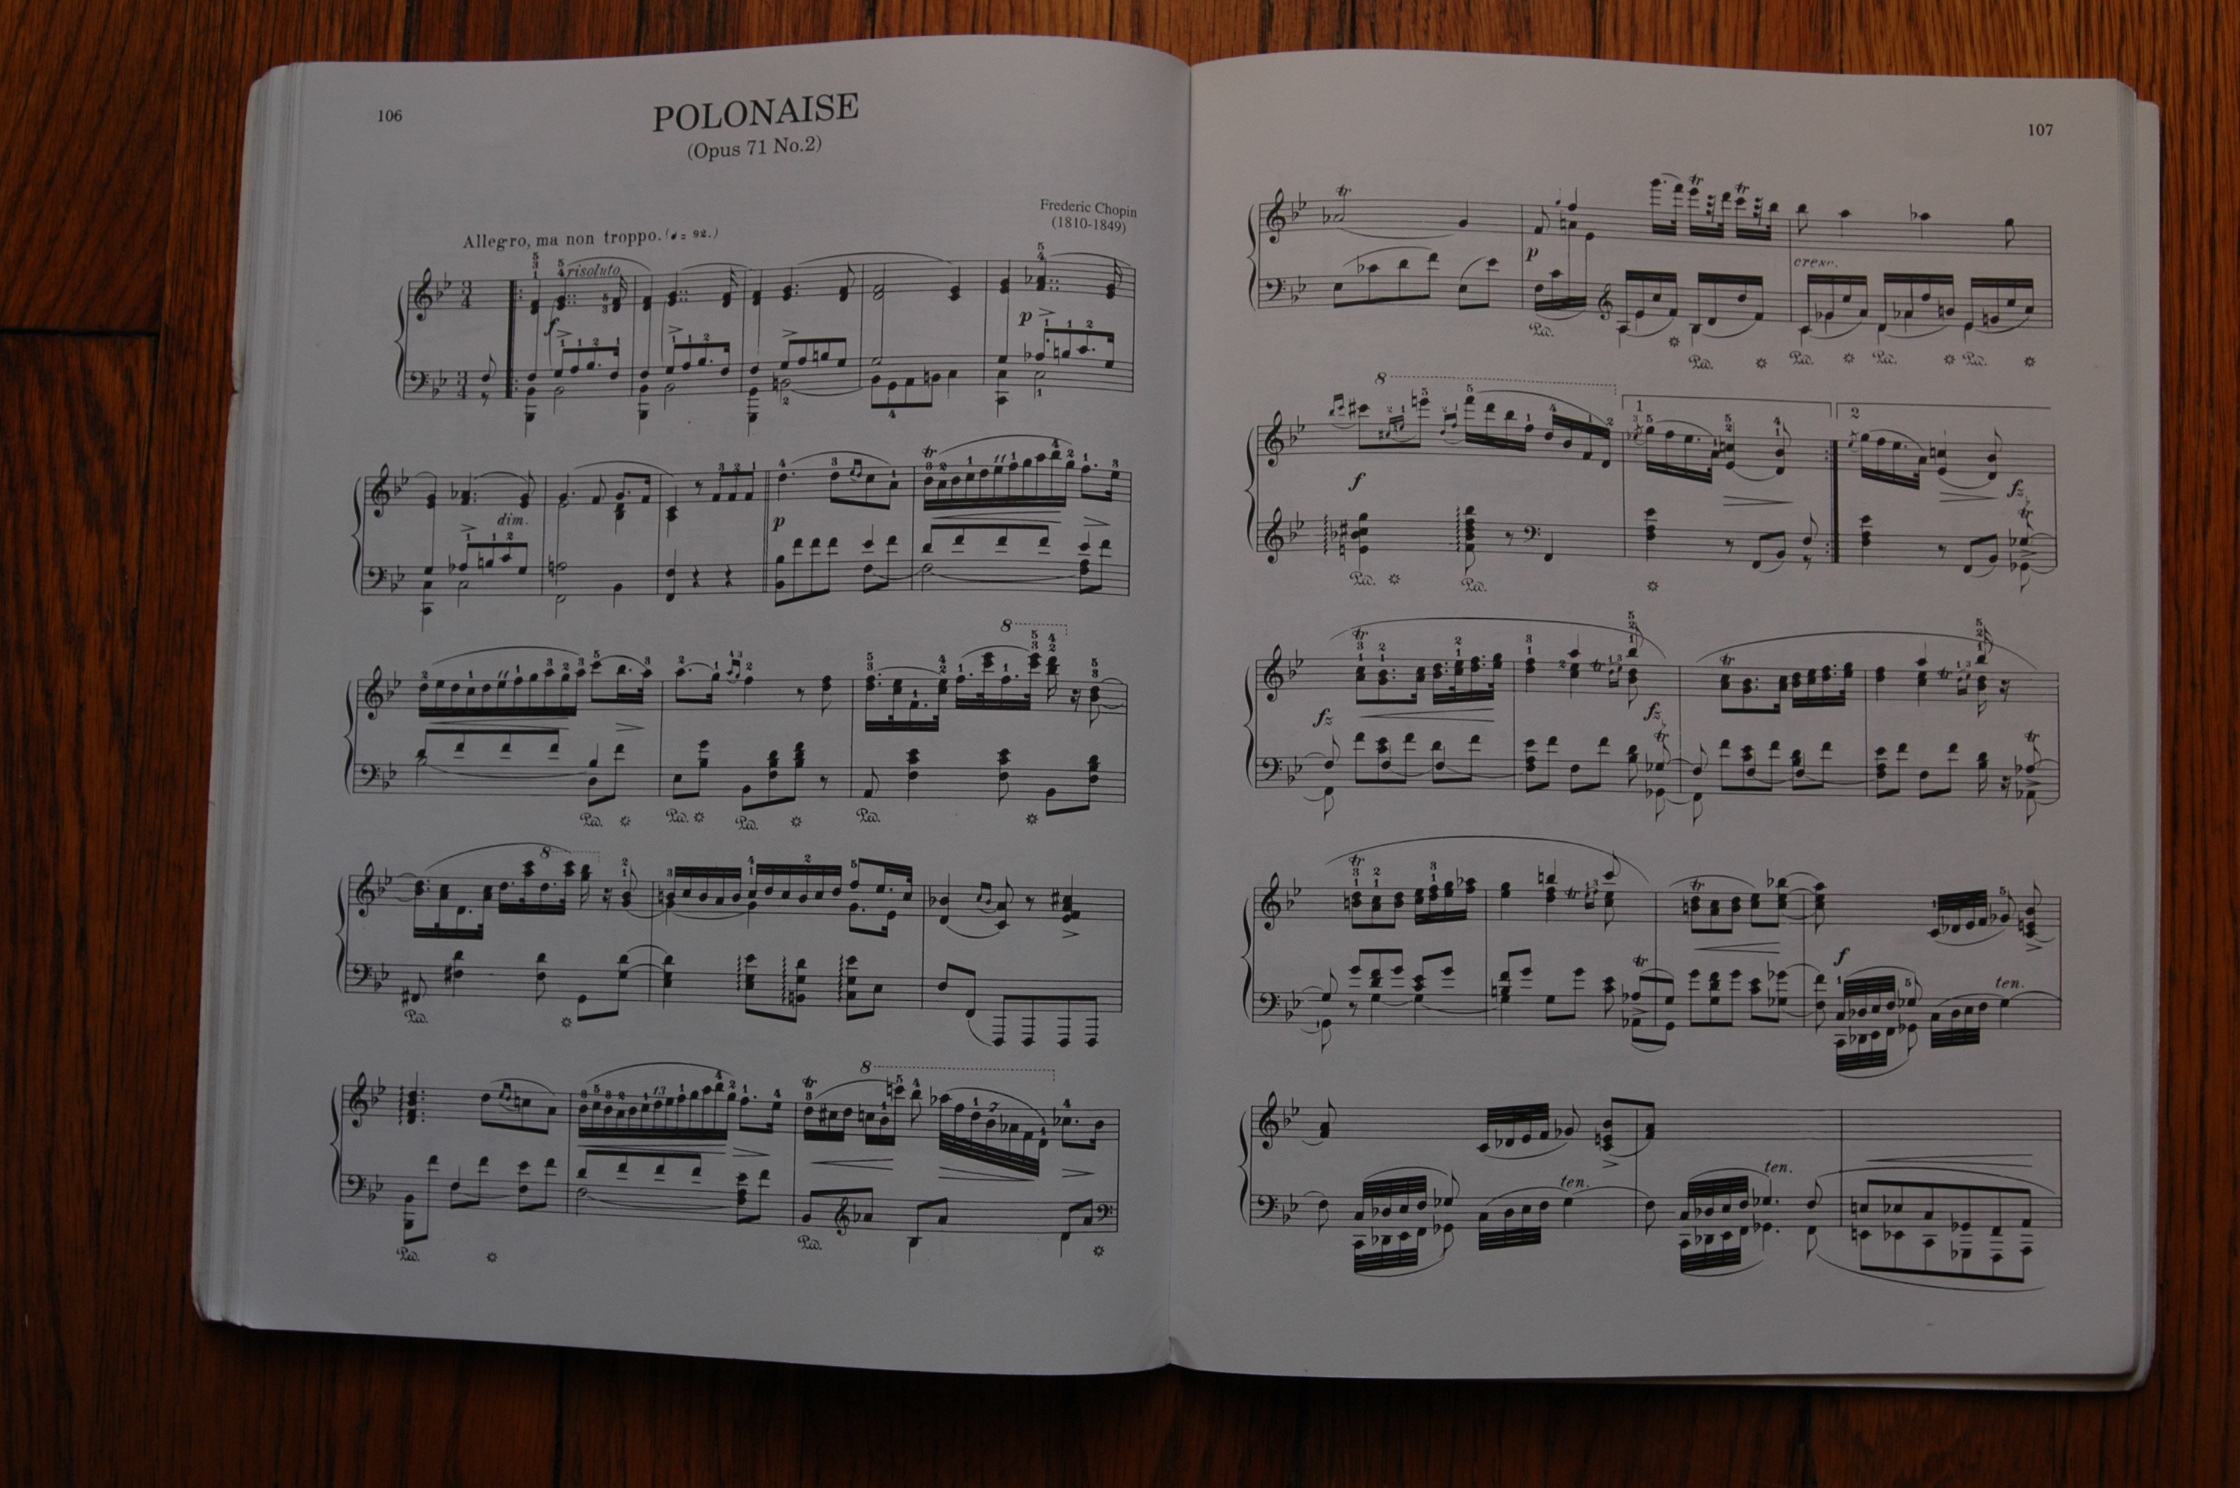 106
POLONAISE
(Opus 71 No.2)
Frederic Chopin
(1810-1849)
Allegro, ma non troppo. (♩ = 92.)
risoluto
f
p
dim.
p
8
Ped. Ped. Ped. Ped.
8
Ped.
8
Ped. Ped.
107
p
cresc.
Ped. Ped. Ped. Ped. Ped.
8
1
2
f
fz
Ped. Ped.
fz
fz
f
ten.
ten.
ten.